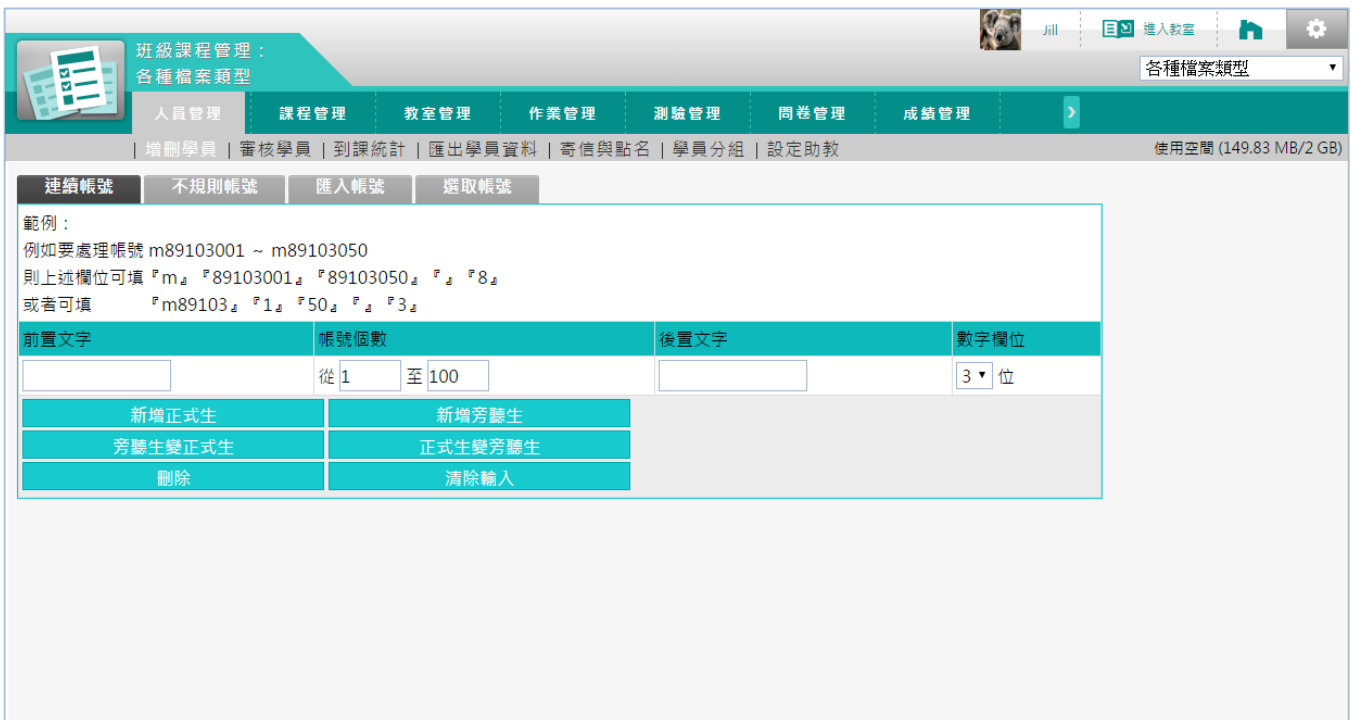 Jill
進入教室
班級課程管理：
各種檔案類型
各種檔案類型
人員管理 課程管理 教室管理 作業管理 測驗管理 問卷管理 成績管理
| 增刪學員 | 審核學員 | 到課統計 | 匯出學員資料 | 寄信與點名 | 學員分組 | 設定助教
使用空間 (149.83 MB/2 GB)
連續帳號 不規則帳號 匯入帳號 選取帳號
範例：
例如要處理帳號 m89103001 ~ m89103050
則上述欄位可填『m』『89103001』『89103050』『』『8』
或者可填 『m89103』『1』『50』『』『3』
前置文字 帳號個數 後置文字 數字欄位
從 1 至 100 3 位
新增正式生 新增旁聽生
旁聽生變正式生 正式生變旁聽生
刪除 清除輸入